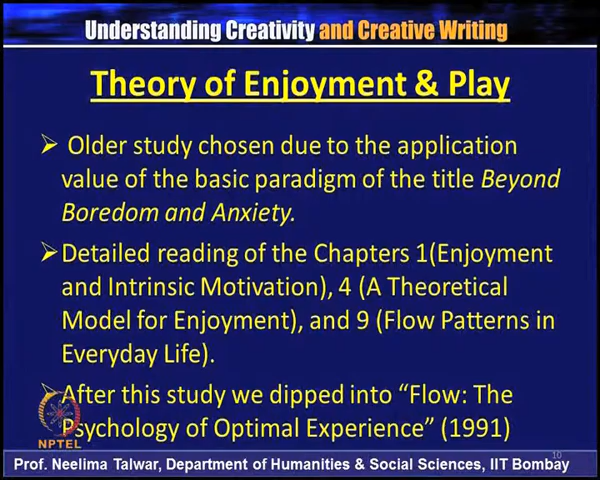 Understanding Creativity and Creative Writing
Theory of Enjoyment & Play
➢ Older study chosen due to the application
value of the basic paradigm of the title Beyond
Boredom and Anxiety.
➢Detailed reading of the Chapters 1(Enjoyment
and Intrinsic Motivation), 4 (A Theoretical
Model for Enjoyment), and 9 (Flow Patterns in
Everyday Life).
➢After this study we dipped into “Flow: The
Psychology of Optimal Experience” (1991)
NPTEL
10
Prof. Neelima Talwar, Department of Humanities & Social Sciences, IIT Bombay